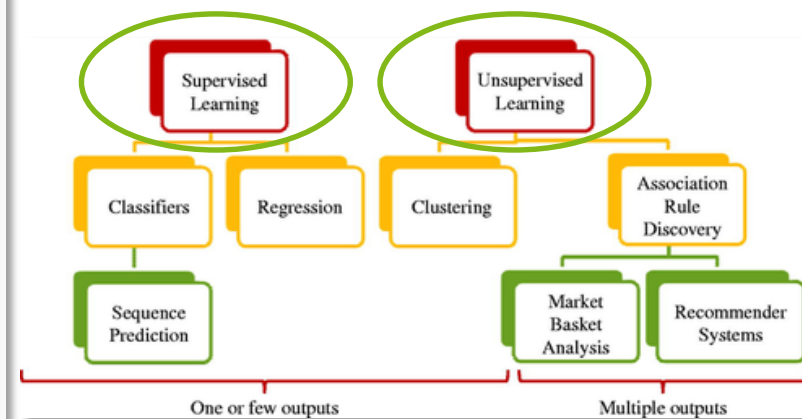 Supervised
Learning
Unsupervised
Learning
Classifiers
Regression
Clustering
Association
Rule
Discovery
Sequence
Prediction
Market
Basket
Analysis
Recommender
Systems
One or few outputs
Multiple outputs